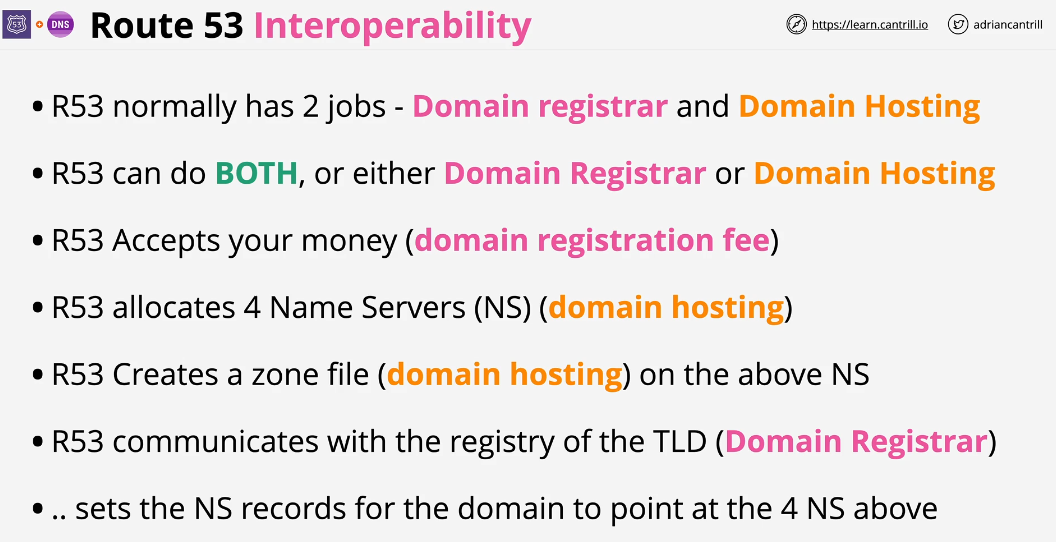 53 DNS Route 53 Interoperability https://learn.cantrill.io adriancantrill
• R53 normally has 2 jobs - Domain registrar and Domain Hosting
• R53 can do BOTH, or either Domain Registrar or Domain Hosting
• R53 Accepts your money (domain registration fee)
• R53 allocates 4 Name Servers (NS) (domain hosting)
• R53 Creates a zone file (domain hosting) on the above NS
• R53 communicates with the registry of the TLD (Domain Registrar)
• .. sets the NS records for the domain to point at the 4 NS above